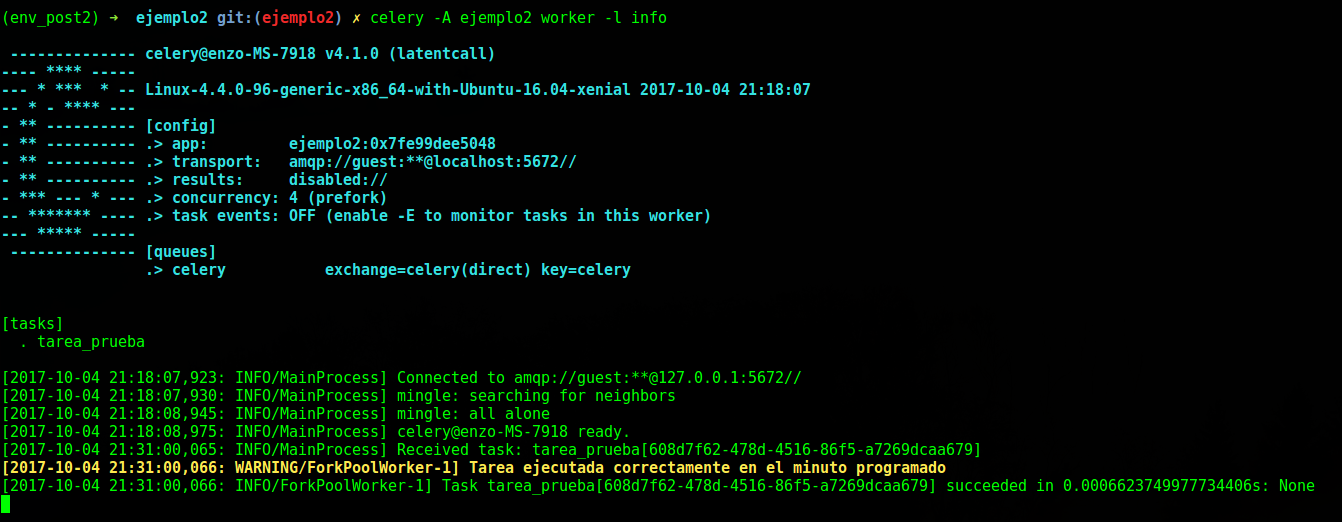 (env_post2) ➜  ejemplo2 git:(ejemplo2) ✗ celery -A ejemplo2 worker -l info
 -------------- celery@enzo-MS-7918 v4.1.0 (latentcall)
---- **** -----
--- * ***  * -- Linux-4.4.0-96-generic-x86_64-with-Ubuntu-16.04-xenial 2017-10-04 21:18:07
-- * - **** ---
- ** ---------- [config]
- ** ---------- .> app:         ejemplo2:0x7fe99dee5048
- ** ---------- .> transport:   amqp://guest:**@localhost:5672//
- ** ---------- .> results:     disabled://
- *** --- * --- .> concurrency: 4 (prefork)
-- ******* ---- .> task events: OFF (enable -E to monitor tasks in this worker)
--- ***** -----
 -------------- [queues]
                .> celery           exchange=celery(direct) key=celery
[tasks]
  . tarea_prueba
[2017-10-04 21:18:07,923: INFO/MainProcess] Connected to amqp://guest:**@127.0.0.1:5672//
[2017-10-04 21:18:07,930: INFO/MainProcess] mingle: searching for neighbors
[2017-10-04 21:18:08,945: INFO/MainProcess] mingle: all alone
[2017-10-04 21:18:08,975: INFO/MainProcess] celery@enzo-MS-7918 ready.
[2017-10-04 21:31:00,065: INFO/MainProcess] Received task: tarea_prueba[608d7f62-478d-4516-86f5-a7269dcaa679]
[2017-10-04 21:31:00,066: WARNING/ForkPoolWorker-1] Tarea ejecutada correctamente en el minuto programado
[2017-10-04 21:31:00,066: INFO/ForkPoolWorker-1] Task tarea_prueba[608d7f62-478d-4516-86f5-a7269dcaa679] succeeded in 0.0006623749977734406s: None